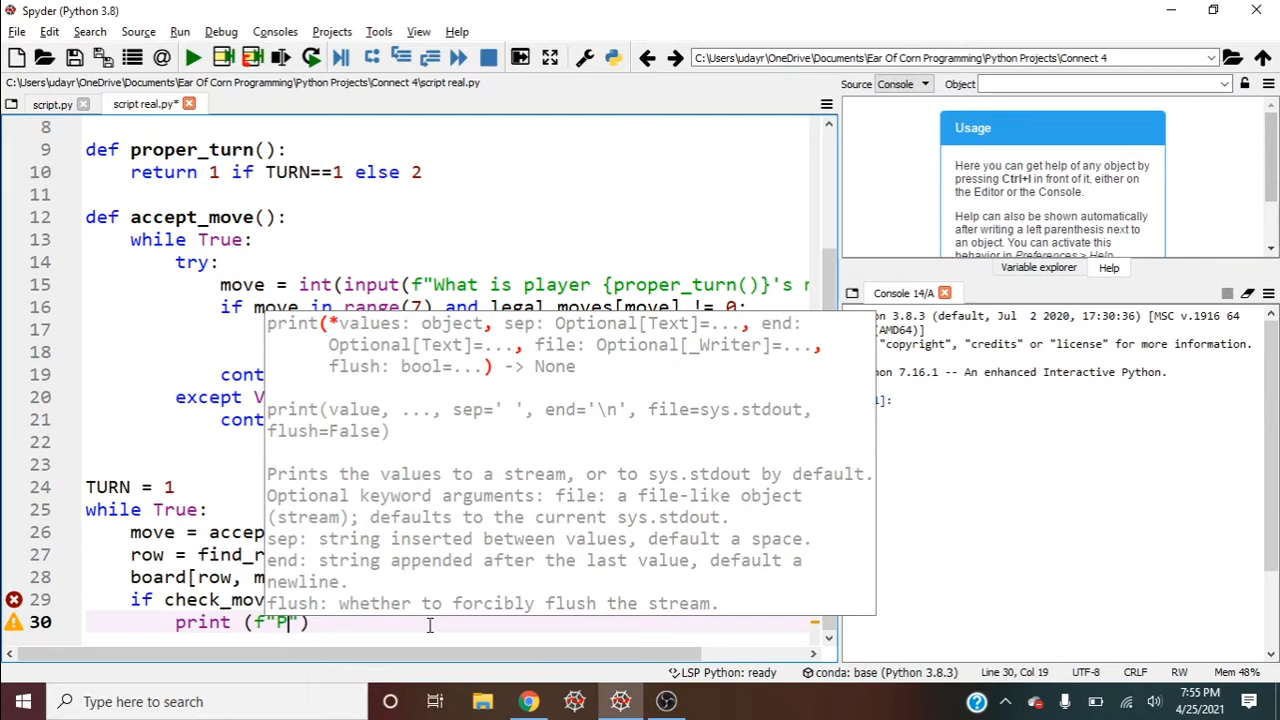 Spyder (Python 3.8)
File Edit Search Source Run Debug Consoles Projects Tools View Help
C:\Users\udayr\OneDrive\Documents\Ear Of Corn Programming\Python Projects\Connect 4
C:\Users\udayr\OneDrive\Documents\Ear Of Corn Programming\Python Projects\Connect 4\script real.py
Source Console Object
script.py script real.py*
Usage
Here you can get help of any object by
pressing Ctrl+I in front of it, either on
the Editor or the Console.
Help can also be shown automatically
after writing a left parenthesis next to
an object. You can activate this
behavior in Preferences > Help
Variable explorer Help
8
9 def proper_turn():
10 return 1 if TURN==1 else 2
11
12 def accept_move():
13 while True:
14 try:
15 move = int(input(f"What is player {proper_turn()}'s
16 if move in range(7) and legal_moves[move] != 0:
17
18
19 cont
20 except V
21 cont
22
23
24 TURN = 1
25 while True:
26 move = accep
27 row = find_r
28 board[row, m
29 if check_mov
30 print (f"P")
print(*values: object, sep: Optional[Text]=..., end:
Optional[Text]=..., file: Optional[_Writer]=...,
flush: bool=...) -> None
print(value, ..., sep=' ', end='\n', file=sys.stdout,
flush=False)
Prints the values to a stream, or to sys.stdout by default.
Optional keyword arguments: file: a file-like object
(stream); defaults to the current sys.stdout.
sep: string inserted between values, default a space.
end: string appended after the last value, default a
newline.
flush: whether to forcibly flush the stream.
Console 14/A
on 3.8.3 (default, Jul 2 2020, 17:30:36) [MSC v.1916 64
[AMD64)]
"copyright", "credits" or "license" for more information.
on 7.16.1 -- An enhanced Interactive Python.
]:
LSP Python: ready conda: base (Python 3.8.3) Line 30, Col 19 UTF-8 CRLF RW Mem 48%
Type here to search
7:55 PM
4/25/2021